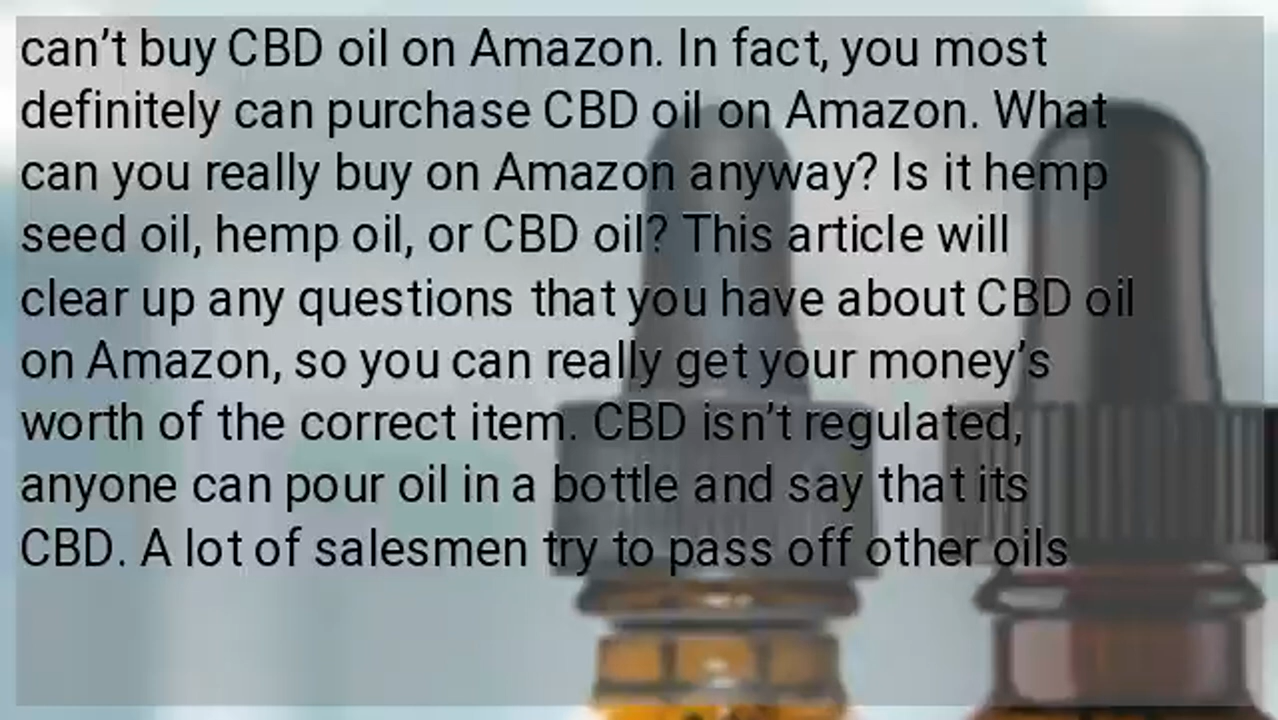 can’t buy CBD oil on Amazon. In fact, you most
definitely can purchase CBD oil on Amazon. What
can you really buy on Amazon anyway? Is it hemp
seed oil, hemp oil, or CBD oil? This article will
clear up any questions that you have about CBD oil
on Amazon, so you can really get your money’s
worth of the correct item. CBD isn’t regulated,
anyone can pour oil in a bottle and say that its
CBD. A lot of salesmen try to pass off other oils